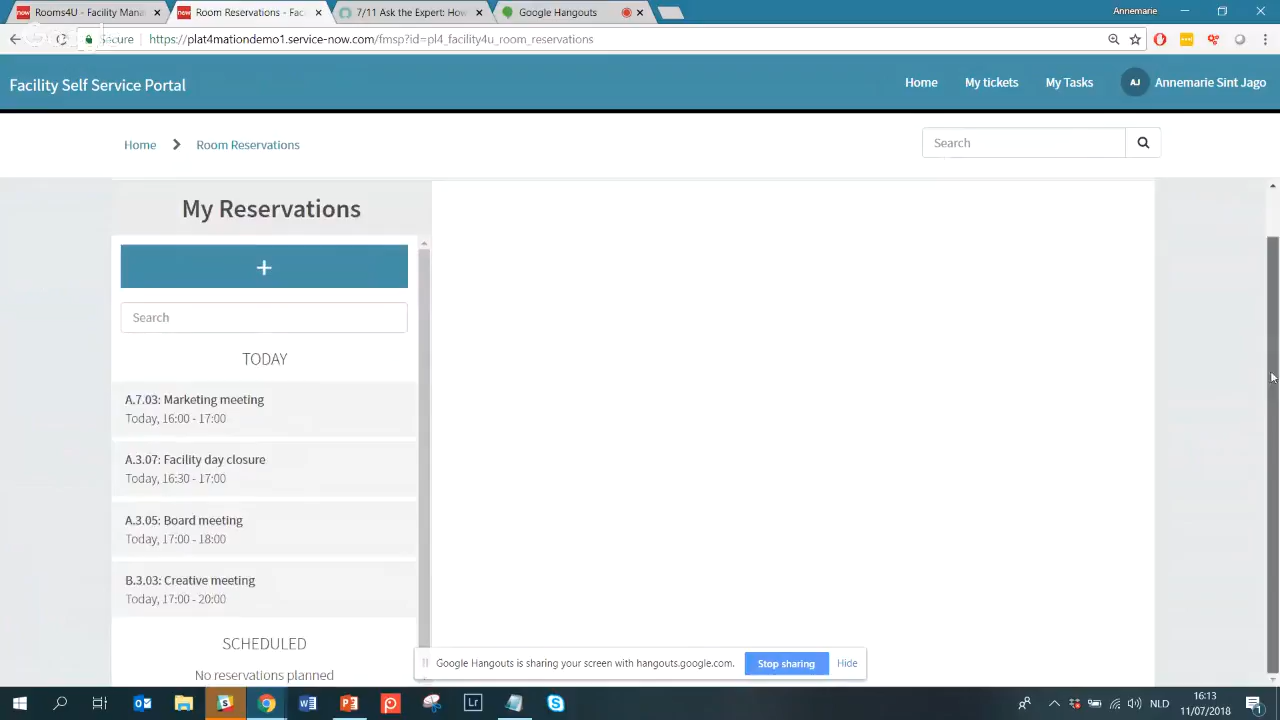 Rooms4U - Facility Mana
Room Reservations - Fac
7/11 Ask the Expert: How
Google Hangouts
Annemarie
Secure
https://plat4mationdemo1.service-now.com/fmsp?id=pl4_facility4u_room_reservations
Facility Self Service Portal
Home
My tickets
My Tasks
AJ
Annemarie Sint Jago
Home
Room Reservations
Search
My Reservations
+
Search
TODAY
A.7.03: Marketing meeting
Today, 16:00 - 17:00
A.3.07: Facility day closure
Today, 16:30 - 17:00
A.3.05: Board meeting
Today, 17:00 - 18:00
B.3.03: Creative meeting
Today, 17:00 - 20:00
SCHEDULED
No reservations planned
Google Hangouts is sharing your screen with hangouts.google.com.
Stop sharing
Hide
Lr
NLD
16:13
11/07/2018
1